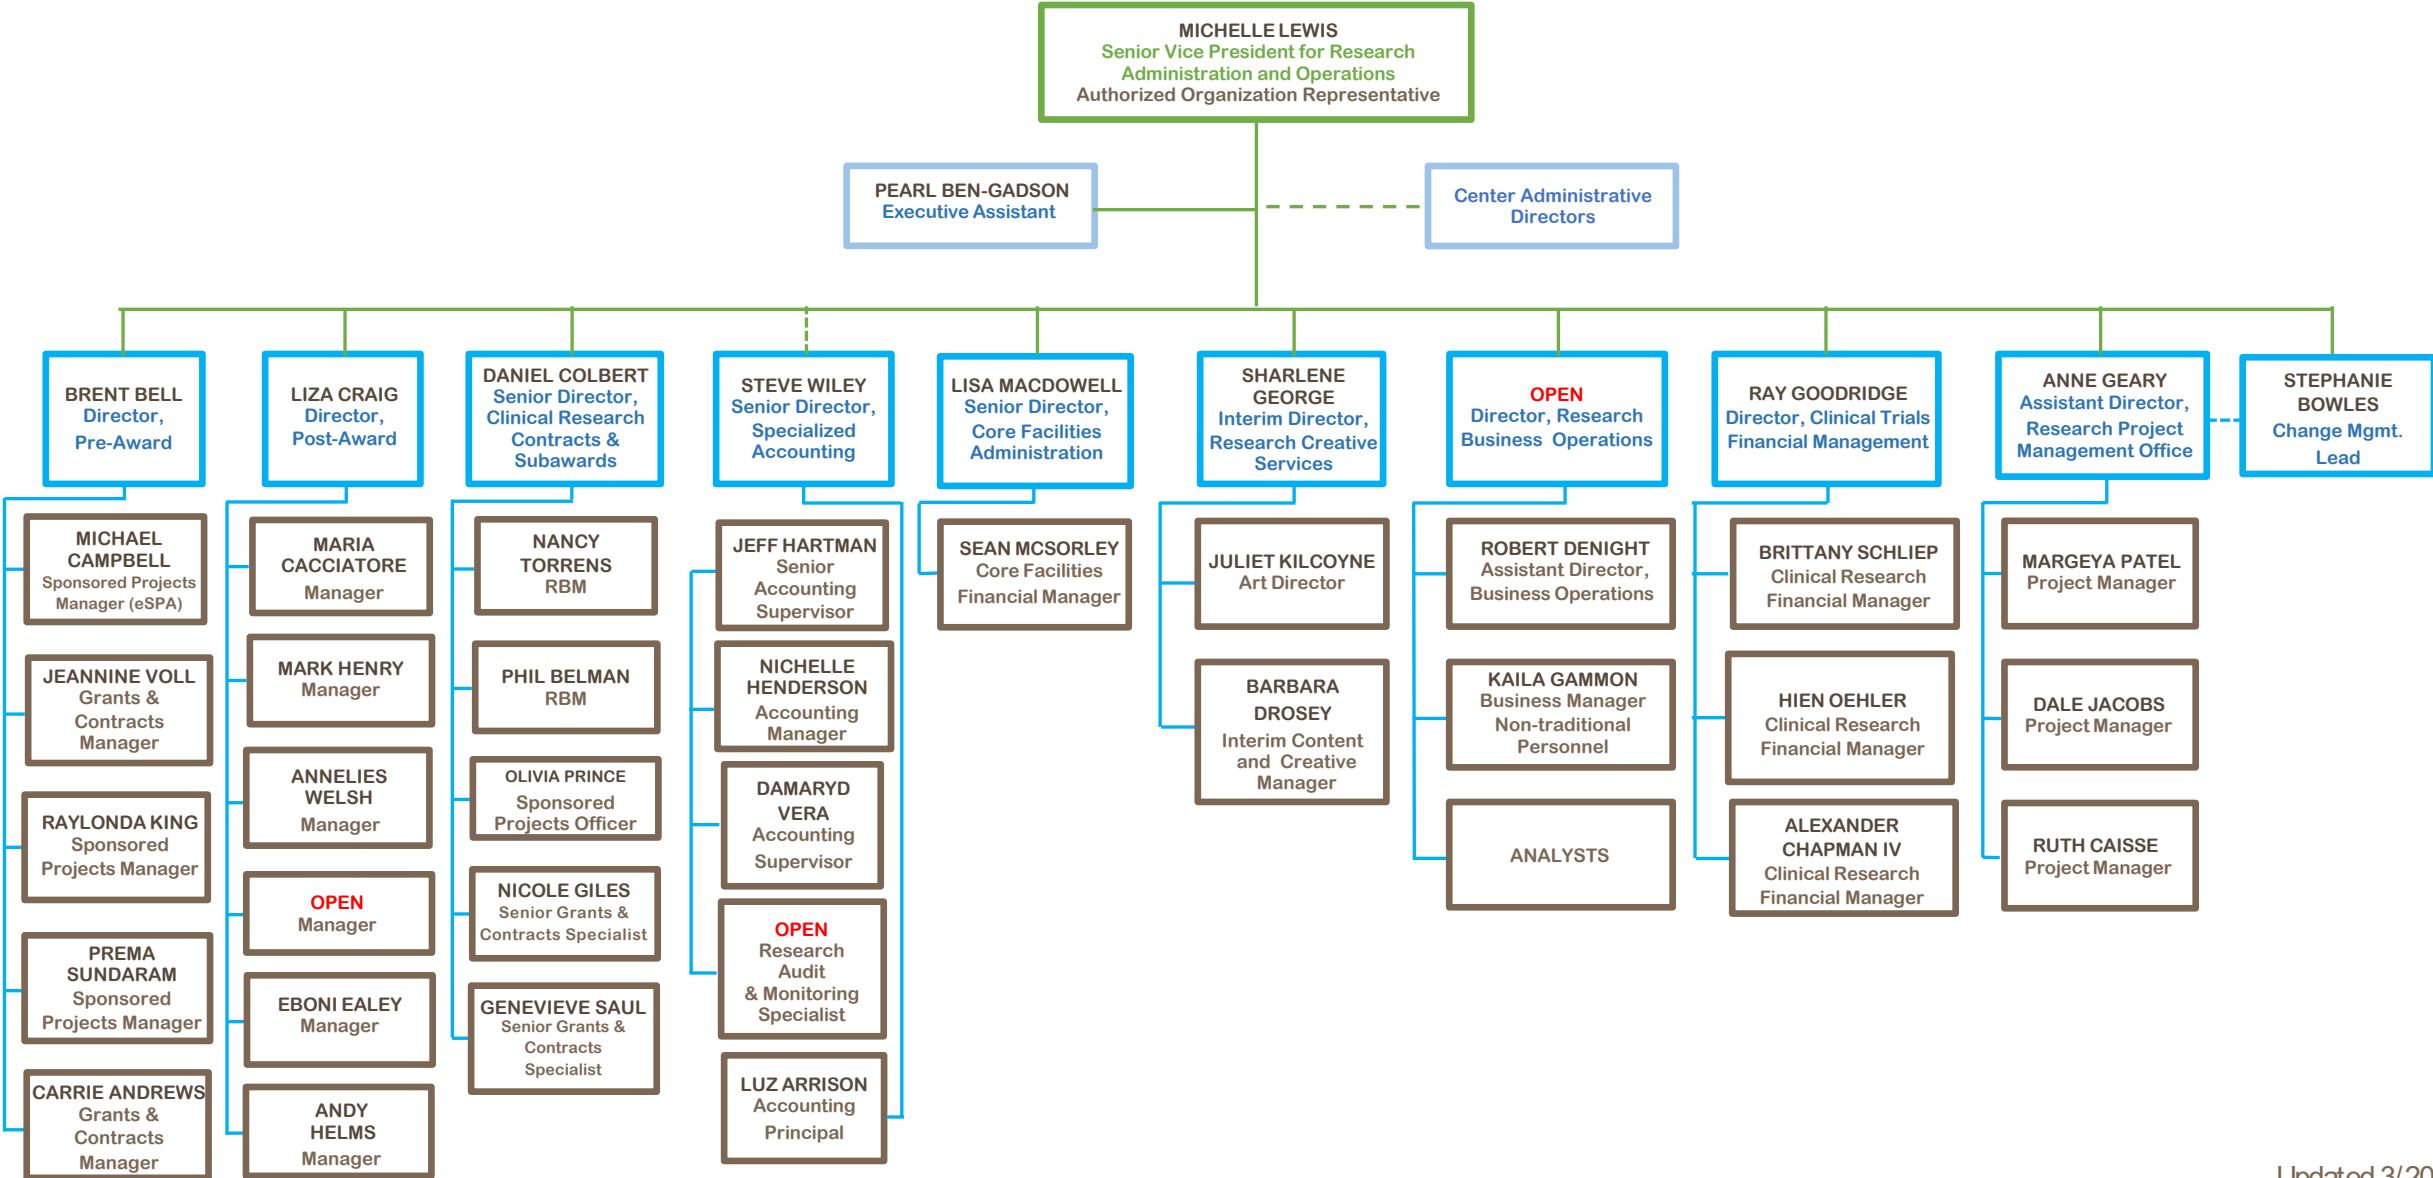 MICHELLE LEWIS
Senior Vice President for Research
Administration and Operations
Authorized Organization Representative
PEARL BEN-GADSON
Executive Assistant
Center Administrative
Directors
BRENT BELL
Director,
Pre-Award
LIZA CRAIG
Director,
Post-Award
DANIEL COLBERT
Senior Director,
Clinical Research
Contracts &
Subawards
STEVE WILEY
Senior Director,
Specialized
Accounting
LISA MACDOWELL
Senior Director,
Core Facilities
Administration
SHARLENE
GEORGE
Interim Director,
Research Creative
Services
OPEN
Director, Research
Business Operations
RAY GOODRIDGE
Director, Clinical Trials
Financial Management
ANNE GEARY
Assistant Director,
Research Project
Management Office
STEPHANIE
BOWLES
Change Mgmt.
Lead
MICHAEL
CAMPBELL
Sponsored Projects
Manager (eSPA)
JEANNINE VOLL
Grants &
Contracts
Manager
RAYLONDA KING
Sponsored
Projects Manager
PREMA
SUNDARAM
Sponsored
Projects Manager
CARRIE ANDREWS
Grants &
Contracts
Manager
MARIA
CACCIATORE
Manager
MARK HENRY
Manager
ANNELIES
WELSH
Manager
OPEN
Manager
EBONI EALEY
Manager
ANDY
HELMS
Manager
NANCY
TORRENS
RBM
PHIL BELMAN
RBM
OLIVIA PRINCE
Sponsored
Projects Officer
NICOLE GILES
Senior Grants &
Contracts Specialist
GENEVIEVE SAUL
Senior Grants &
Contracts
Specialist
JEFF HARTMAN
Senior
Accounting
Supervisor
NICHELLE
HENDERSON
Accounting
Manager
DAMARYD
VERA
Accounting
Supervisor
OPEN
Research
Audit
& Monitoring
Specialist
LUZ ARRISON
Accounting
Principal
SEAN MCSORLEY
Core Facilities
Financial Manager
JULIET KILCOYNE
Art Director
BARBARA
DROSEY
Interim Content
and Creative
Manager
ROBERT DENIGHT
Assistant Director,
Business Operations
KAILA GAMMON
Business Manager
Non-traditional
Personnel
ANALYSTS
BRITTANY SCHLIEP
Clinical Research
Financial Manager
HIEN OEHLER
Clinical Research
Financial Manager
ALEXANDER
CHAPMAN IV
Clinical Research
Financial Manager
MARGEYA PATEL
Project Manager
DALE JACOBS
Project Manager
RUTH CAISSE
Project Manager
Updated 3/20